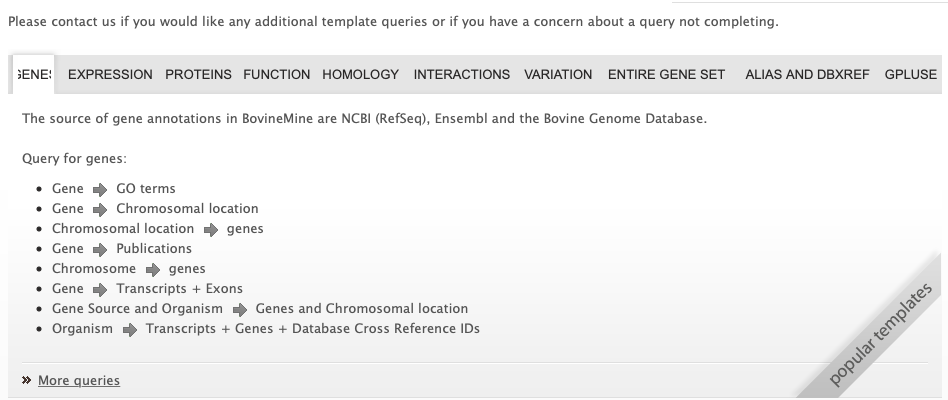 Please contact us if you would like any additional template queries or if you have a concern about a query not completing.
GENES EXPRESSION PROTEINS FUNCTION HOMOLOGY INTERACTIONS VARIATION ENTIRE GENE SET ALIAS AND DBXREF GPLUSE
The source of gene annotations in BovineMine are NCBI (RefSeq), Ensembl and the Bovine Genome Database.
Query for genes:
Gene ➡ GO terms
Gene ➡ Chromosomal location
Chromosomal location ➡ genes
Gene ➡ Publications
Chromosome ➡ genes
Gene ➡ Transcripts + Exons
Gene Source and Organism ➡ Genes and Chromosomal location
Organism ➡ Transcripts + Genes + Database Cross Reference IDs
popular templates
» More queries